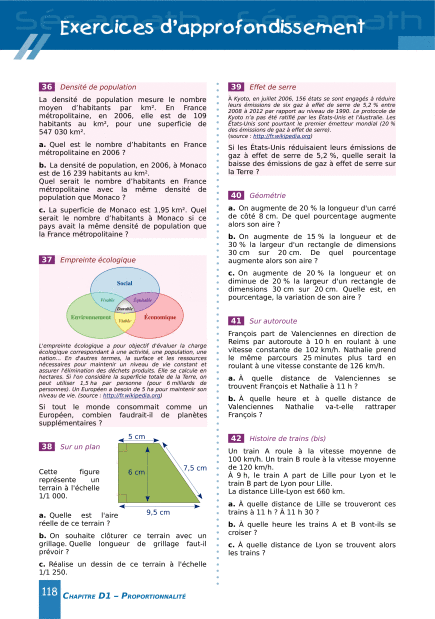 Exercices d'approfondissement
36 Densité de population
La densité de population mesure le nombre
moyen d'habitants par km². En France
métropolitaine, en 2006, elle est de 109
habitants au km², pour une superficie de
547 030 km².
a. Quel est le nombre d'habitants en France
métropolitaine en 2006 ?
b. La densité de population, en 2006, à Monaco
est de 16 239 habitants au km².
Quel serait le nombre d'habitants en France
métropolitaine avec la même densité de
population que Monaco ?
c. La superficie de Monaco est 1,95 km². Quel
serait le nombre d'habitants à Monaco si ce
pays avait la même densité de population que
la France métropolitaine ?
37 Empreinte écologique
Social
Vivable
Équitable
Durable
Environnement
Viable
Économique
L'empreinte écologique a pour objectif d'évaluer la charge
écologique correspondant à une activité, une population, une
nation... En d'autres termes, la surface et les ressources
nécessaires pour maintenir un niveau de vie constant et
assurer l'élimination des déchets produits. Elle se calcule en
hectares. Si l'on considère la superficie totale de la Terre, on
peut utiliser 1,5 ha par personne (pour 6 milliards de
personnes). Un Européen a besoin de 5 ha pour maintenir son
niveau de vie. (source : http://fr.wikipedia.org)
Si tout le monde consommait comme un
Européen, combien faudrait-il de planètes
supplémentaires ?
38 Sur un plan
5 cm
Cette figure
représente un
terrain à l'échelle
1/1 000.
6 cm
7,5 cm
9,5 cm
a. Quelle est l'aire
réelle de ce terrain ?
b. On souhaite clôturer ce terrain avec un
grillage. Quelle longueur de grillage faut-il
prévoir ?
c. Réalise un dessin de ce terrain à l'échelle
1/1 250.
39 Effet de serre
À Kyoto, en juillet 2006, 156 états se sont engagés à réduire
leurs émissions de six gaz à effet de serre de 5,2 % entre
2008 à 2012 par rapport au niveau de 1990. Le protocole de
Kyoto n'a pas été ratifié par les États-Unis et l'Australie. Les
États-Unis sont pourtant le premier émetteur mondial (20 %
des émissions de gaz à effet de serre).
(source : http://fr.wikipedia.org)
Si les États-Unis réduisaient leurs émissions de
gaz à effet de serre de 5,2 %, quelle serait la
baisse des émissions de gaz à effet de serre sur
la Terre ?
40 Géométrie
a. On augmente de 20 % la longueur d'un carré
de côté 8 cm. De quel pourcentage augmente
alors son aire ?
b. On augmente de 15 % la longueur et de
30 % la largeur d'un rectangle de dimensions
30 cm sur 20 cm. De quel pourcentage
augmente alors son aire ?
c. On augmente de 20 % la longueur et on
diminue de 20 % la largeur d'un rectangle de
dimensions 30 cm sur 20 cm. Quelle est, en
pourcentage, la variation de son aire ?
41 Sur autoroute
François part de Valenciennes en direction de
Reims par autoroute à 10 h en roulant à une
vitesse constante de 102 km/h. Nathalie prend
le même parcours 25 minutes plus tard en
roulant à une vitesse constante de 126 km/h.
a. À quelle distance de Valenciennes se
trouvent François et Nathalie à 11 h ?
b. À quelle heure et à quelle distance de
Valenciennes Nathalie va-t-elle rattraper
François ?
42 Histoire de trains (bis)
Un train A roule à la vitesse moyenne de
100 km/h. Un train B roule à la vitesse moyenne
de 120 km/h.
À 9 h, le train A part de Lille pour Lyon et le
train B part de Lyon pour Lille.
La distance Lille-Lyon est 660 km.
a. À quelle distance de Lille se trouveront ces
trains à 11 h ? À 11 h 30 ?
b. À quelle heure les trains A et B vont-ils se
croiser ?
c. À quelle distance de Lyon se trouvent alors
les trains ?
118 CHAPITRE D1 – PROPORTIONNALITÉ